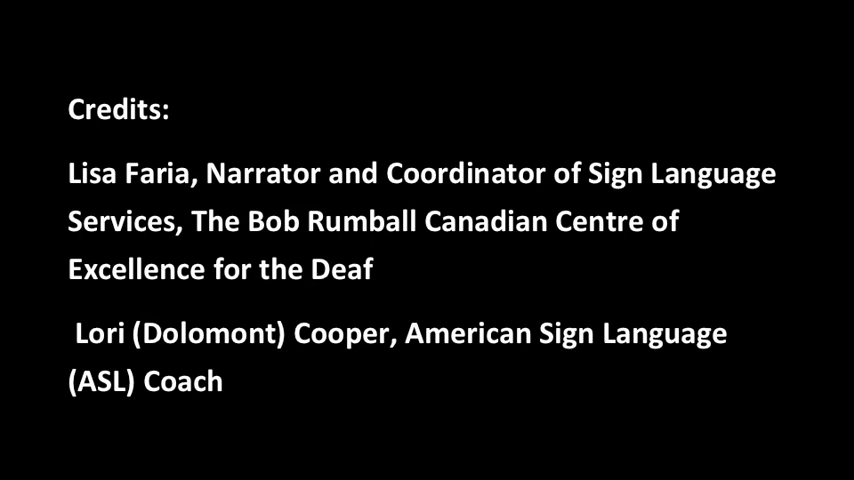 Credits:
Lisa Faria, Narrator and Coordinator of Sign Language
Services, The Bob Rumball Canadian Centre of
Excellence for the Deaf
Lori (Dolomont) Cooper, American Sign Language
(ASL) Coach